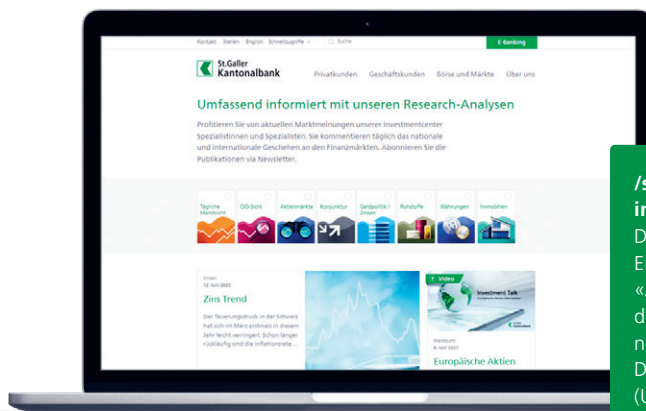 Kontakt Stellen English Schnellzugriffe Suche E-Banking
St.Galler
Kantonalbank
Privatkunden Geschäftskunden Börse und Märkte Über uns
Umfassend informiert mit unseren Research-Analysen
Profitieren Sie von aktuellen Marktmeinungen unserer Investmentcenter
Spezialistinnen und Spezialisten. Sie kommentieren täglich das nationale
und internationale Geschehen an den Finanzmärkten. Abonnieren Sie die
Publikationen via Newsletter.
Tägliche
Marktsicht
CIO-Sicht
Aktienmärkte
Konjunktur
Geldpolitik /
Zinsen
Rohstoffe
Währungen
Immobilien
Zinsen
12. Juni 2023
Zins Trend
Der Teuerungsdruck in der Schweiz
hat sich im März erstmals in diesem
Jahr leicht verringert. Schon länger
rückläufig sind die Inflationsrate...
Video
Investment Talk
Marktsicht
8. Juni 2023
Europäische Aktien